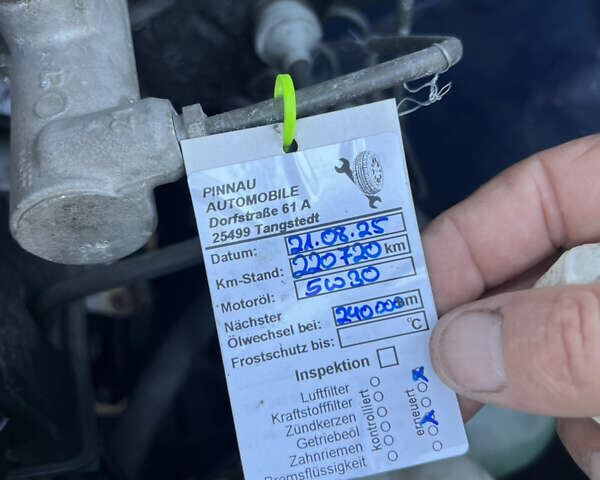 PINNAU
AUTOMOBILE
Dorfstraße 61 A
25499 Tangstedt
Datum: 21.08.25
Km-Stand: 220720 km
Motoröl: 5W30
Nächster
Ölwechsel bei: 240.000 km
Frostschutz bis: °C
Inspektion
kontrolliert
erneuert
Luftfilter
Kraftstofffilter
Zündkerzen
Getriebeöl
Zahnriemen
Bremsflüssigkeit